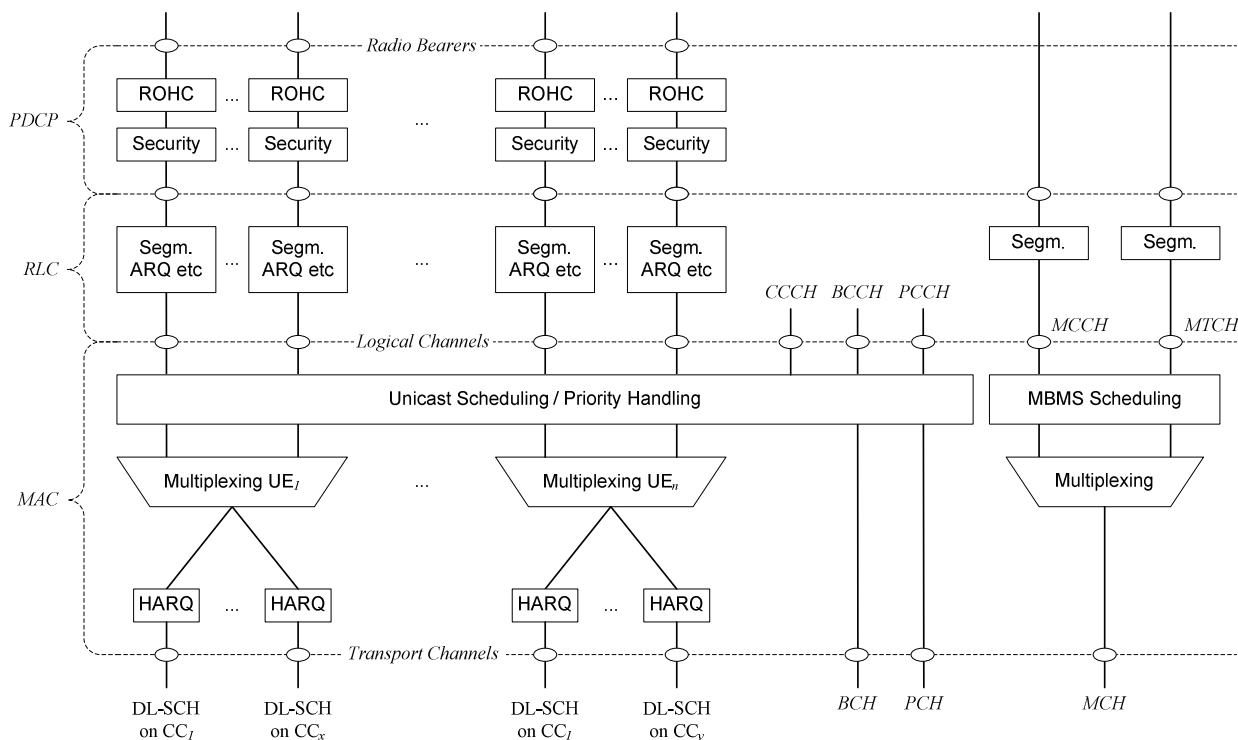 Radio Bearers
ROHC ... ROHC ROHC ... ROHC
PDCP
...
Security ... Security Security ... Security
Segm.
ARQ etc
...
Segm.
ARQ etc
...
Segm.
ARQ etc
...
Segm.
ARQ etc
Segm. Segm.
RLC
CCCH BCCH PCCH
MCCH MTCH
Logical Channels
Unicast Scheduling / Priority Handling MBMS Scheduling
Multiplexing UE1 ... Multiplexing UEn Multiplexing
MAC
HARQ ... HARQ HARQ ... HARQ
Transport Channels
DL-SCH
on CC1
DL-SCH
on CCx
DL-SCH
on CC1
DL-SCH
on CCy
BCH PCH MCH